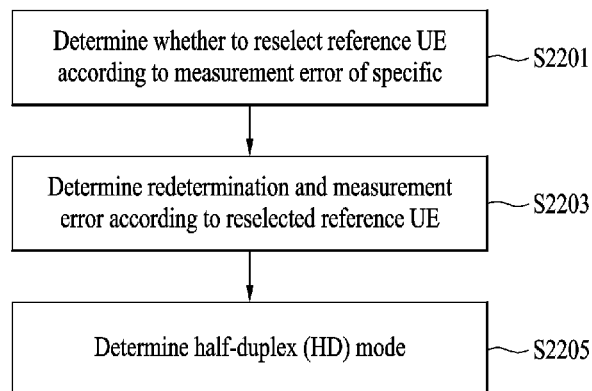 Determine whether to reselect reference UE
according to measurement error of specific
S2201
Determine redetermination and measurement
error according to reselected reference UE
S2203
Determine half-duplex (HD) mode
S2205